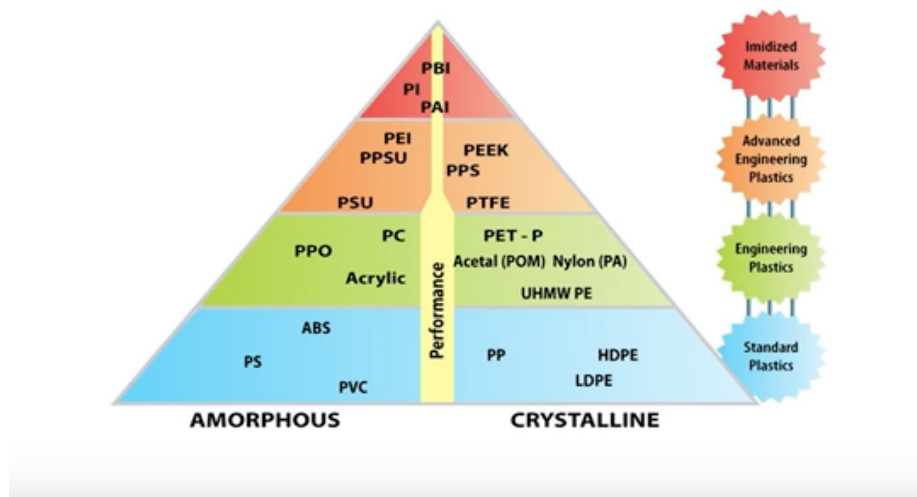 PBI
PI
PAI
PEI
PPSU
PEEK
PPS
PSU
PTFE
PC
PPO
Acrylic
PET - P
Acetal (POM) Nylon (PA)
UHMW PE
Performance
ABS
PS
PVC
PP
HDPE
LDPE
AMORPHOUS
CRYSTALLINE
Imidized
Materials
Advanced
Engineering
Plastics
Engineering
Plastics
Standard
Plastics